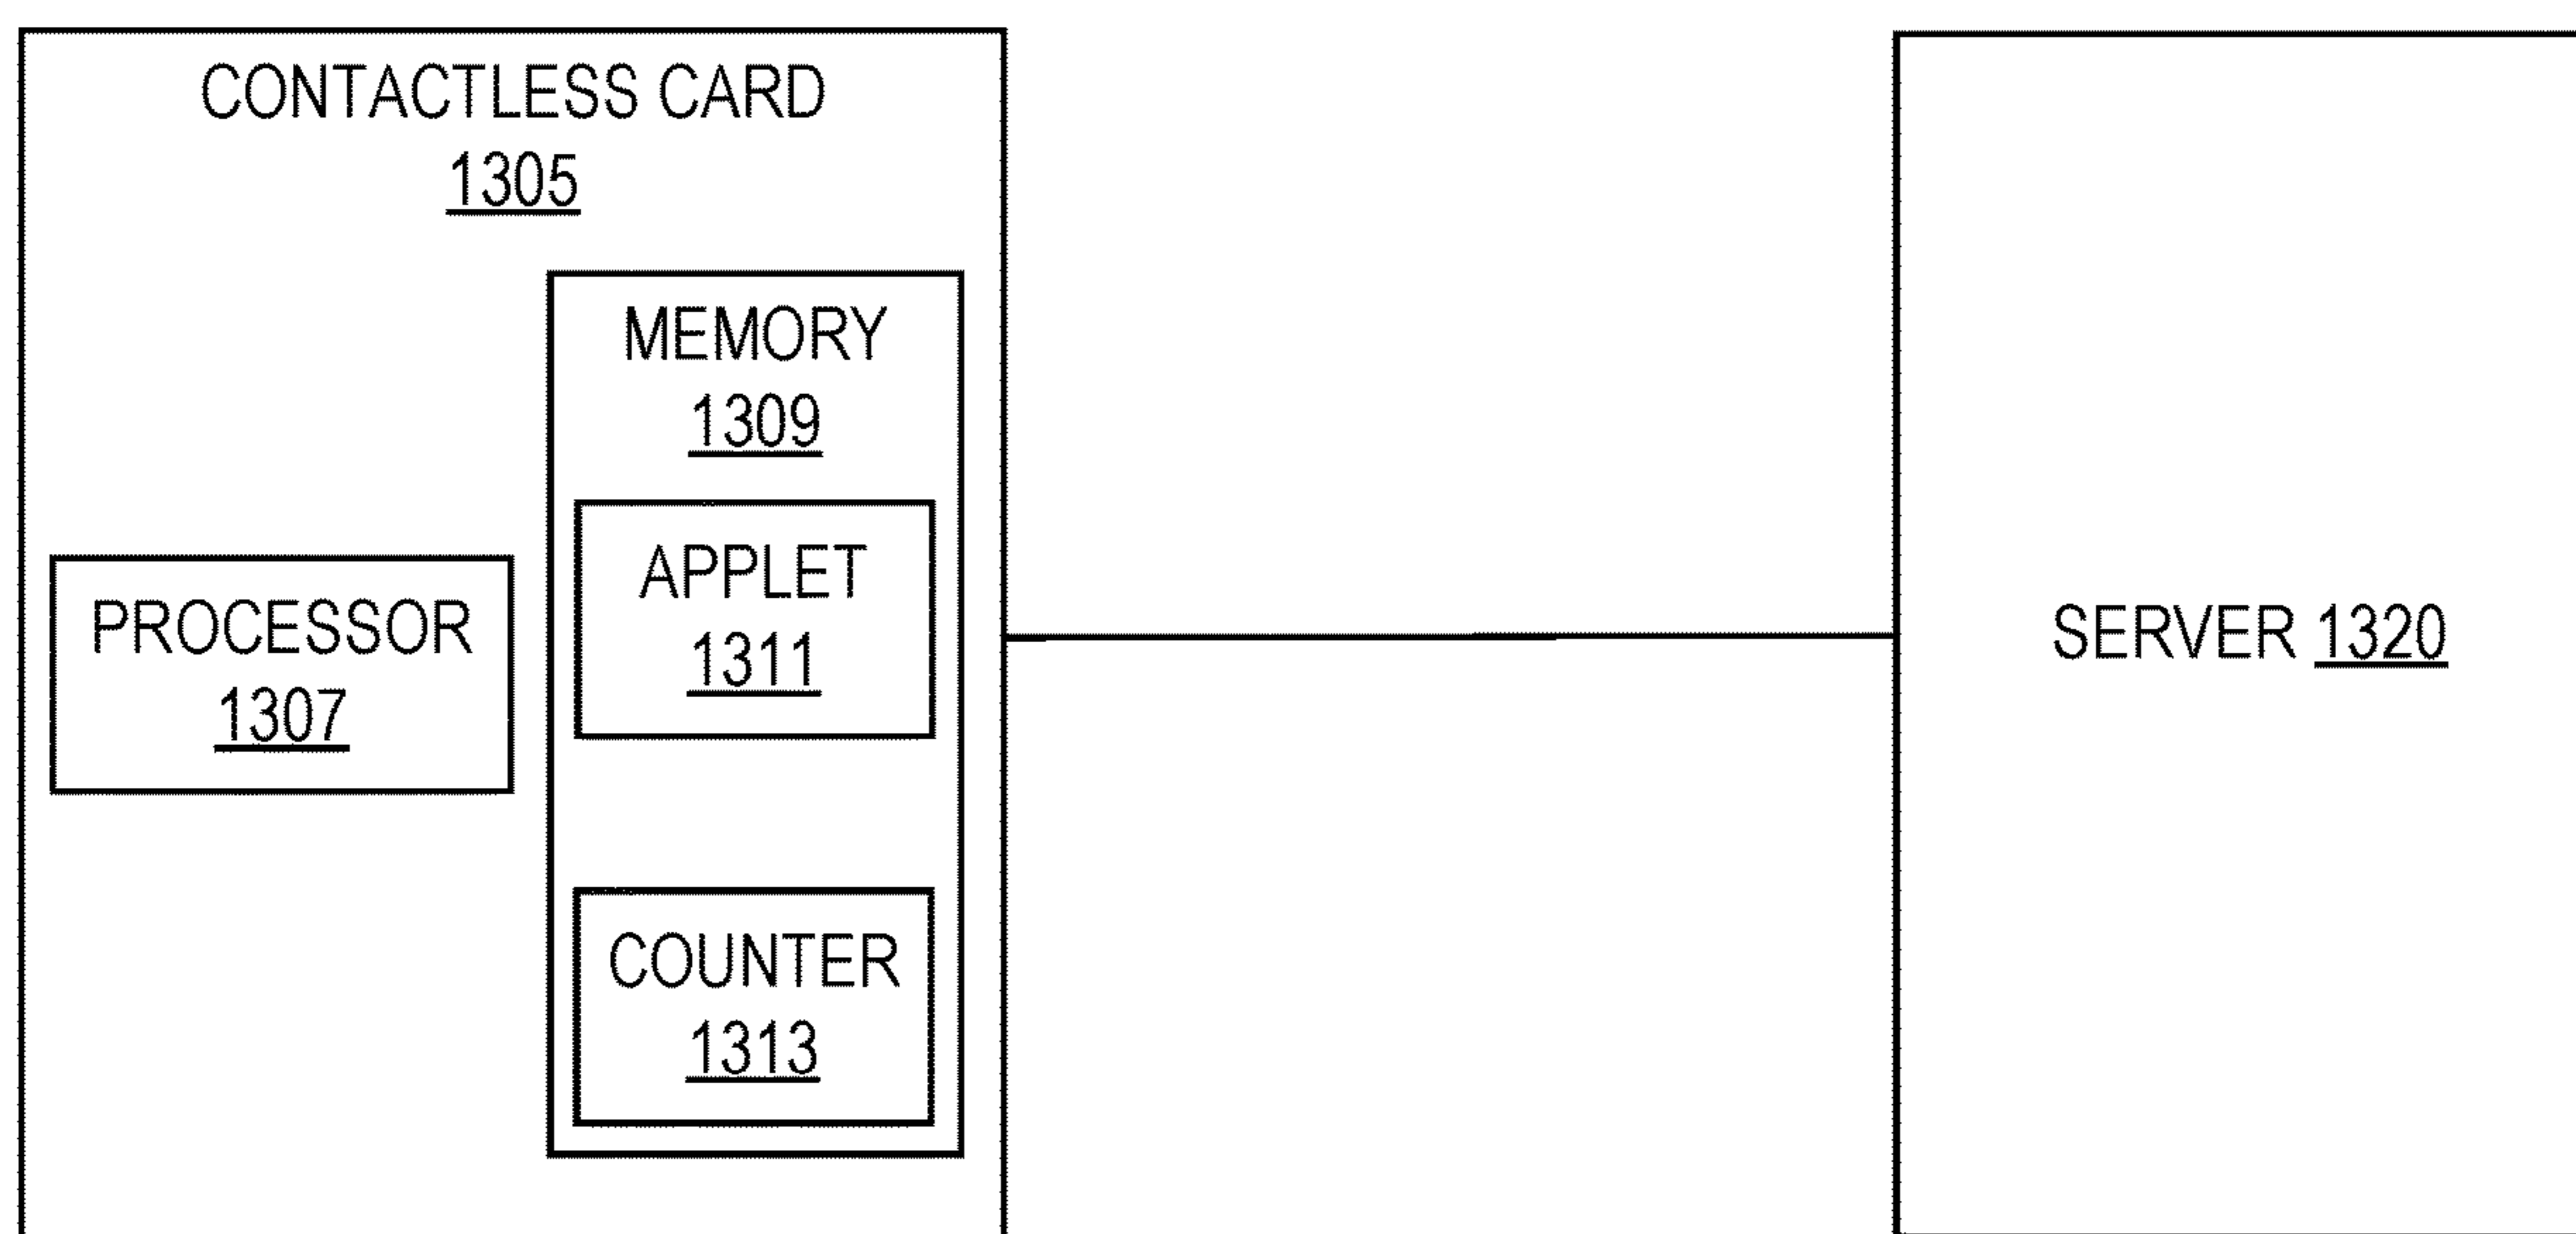 CONTACTLESS CARD
1305
MEMORY
1309
APPLET
1311
PROCESSOR
1307
COUNTER
1313
SERVER 1320